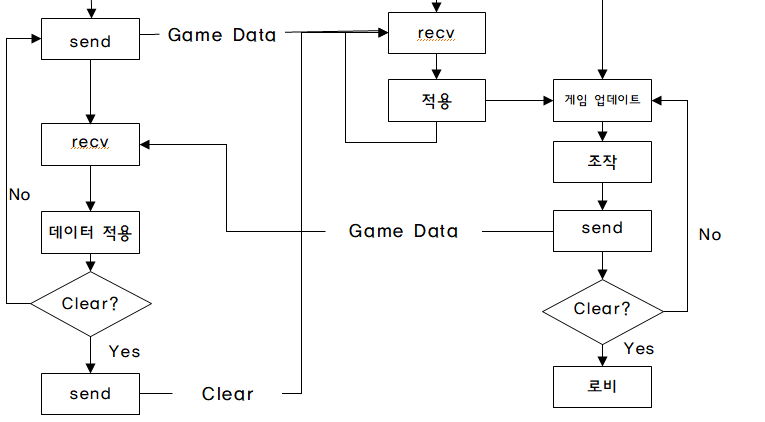 send
Game Data
recv
적용
게임 업데이트
recv
조작
No
데이터 적용
Game Data
send
No
Clear?
Clear?
Yes
Yes
send
Clear
로비